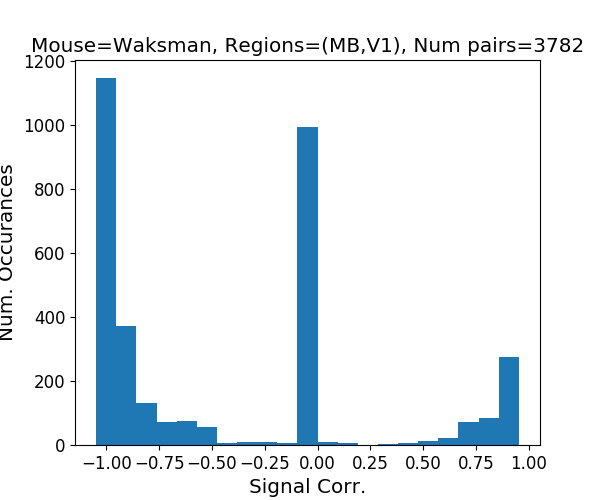 Mouse=Waksman, Regions=(MB,V1), Num pairs=3782
1200
1000
800
600
400
200
0
Num. Occurances
−1.00 −0.75 −0.50 −0.25 0.00 0.25 0.50 0.75 1.00
Signal Corr.